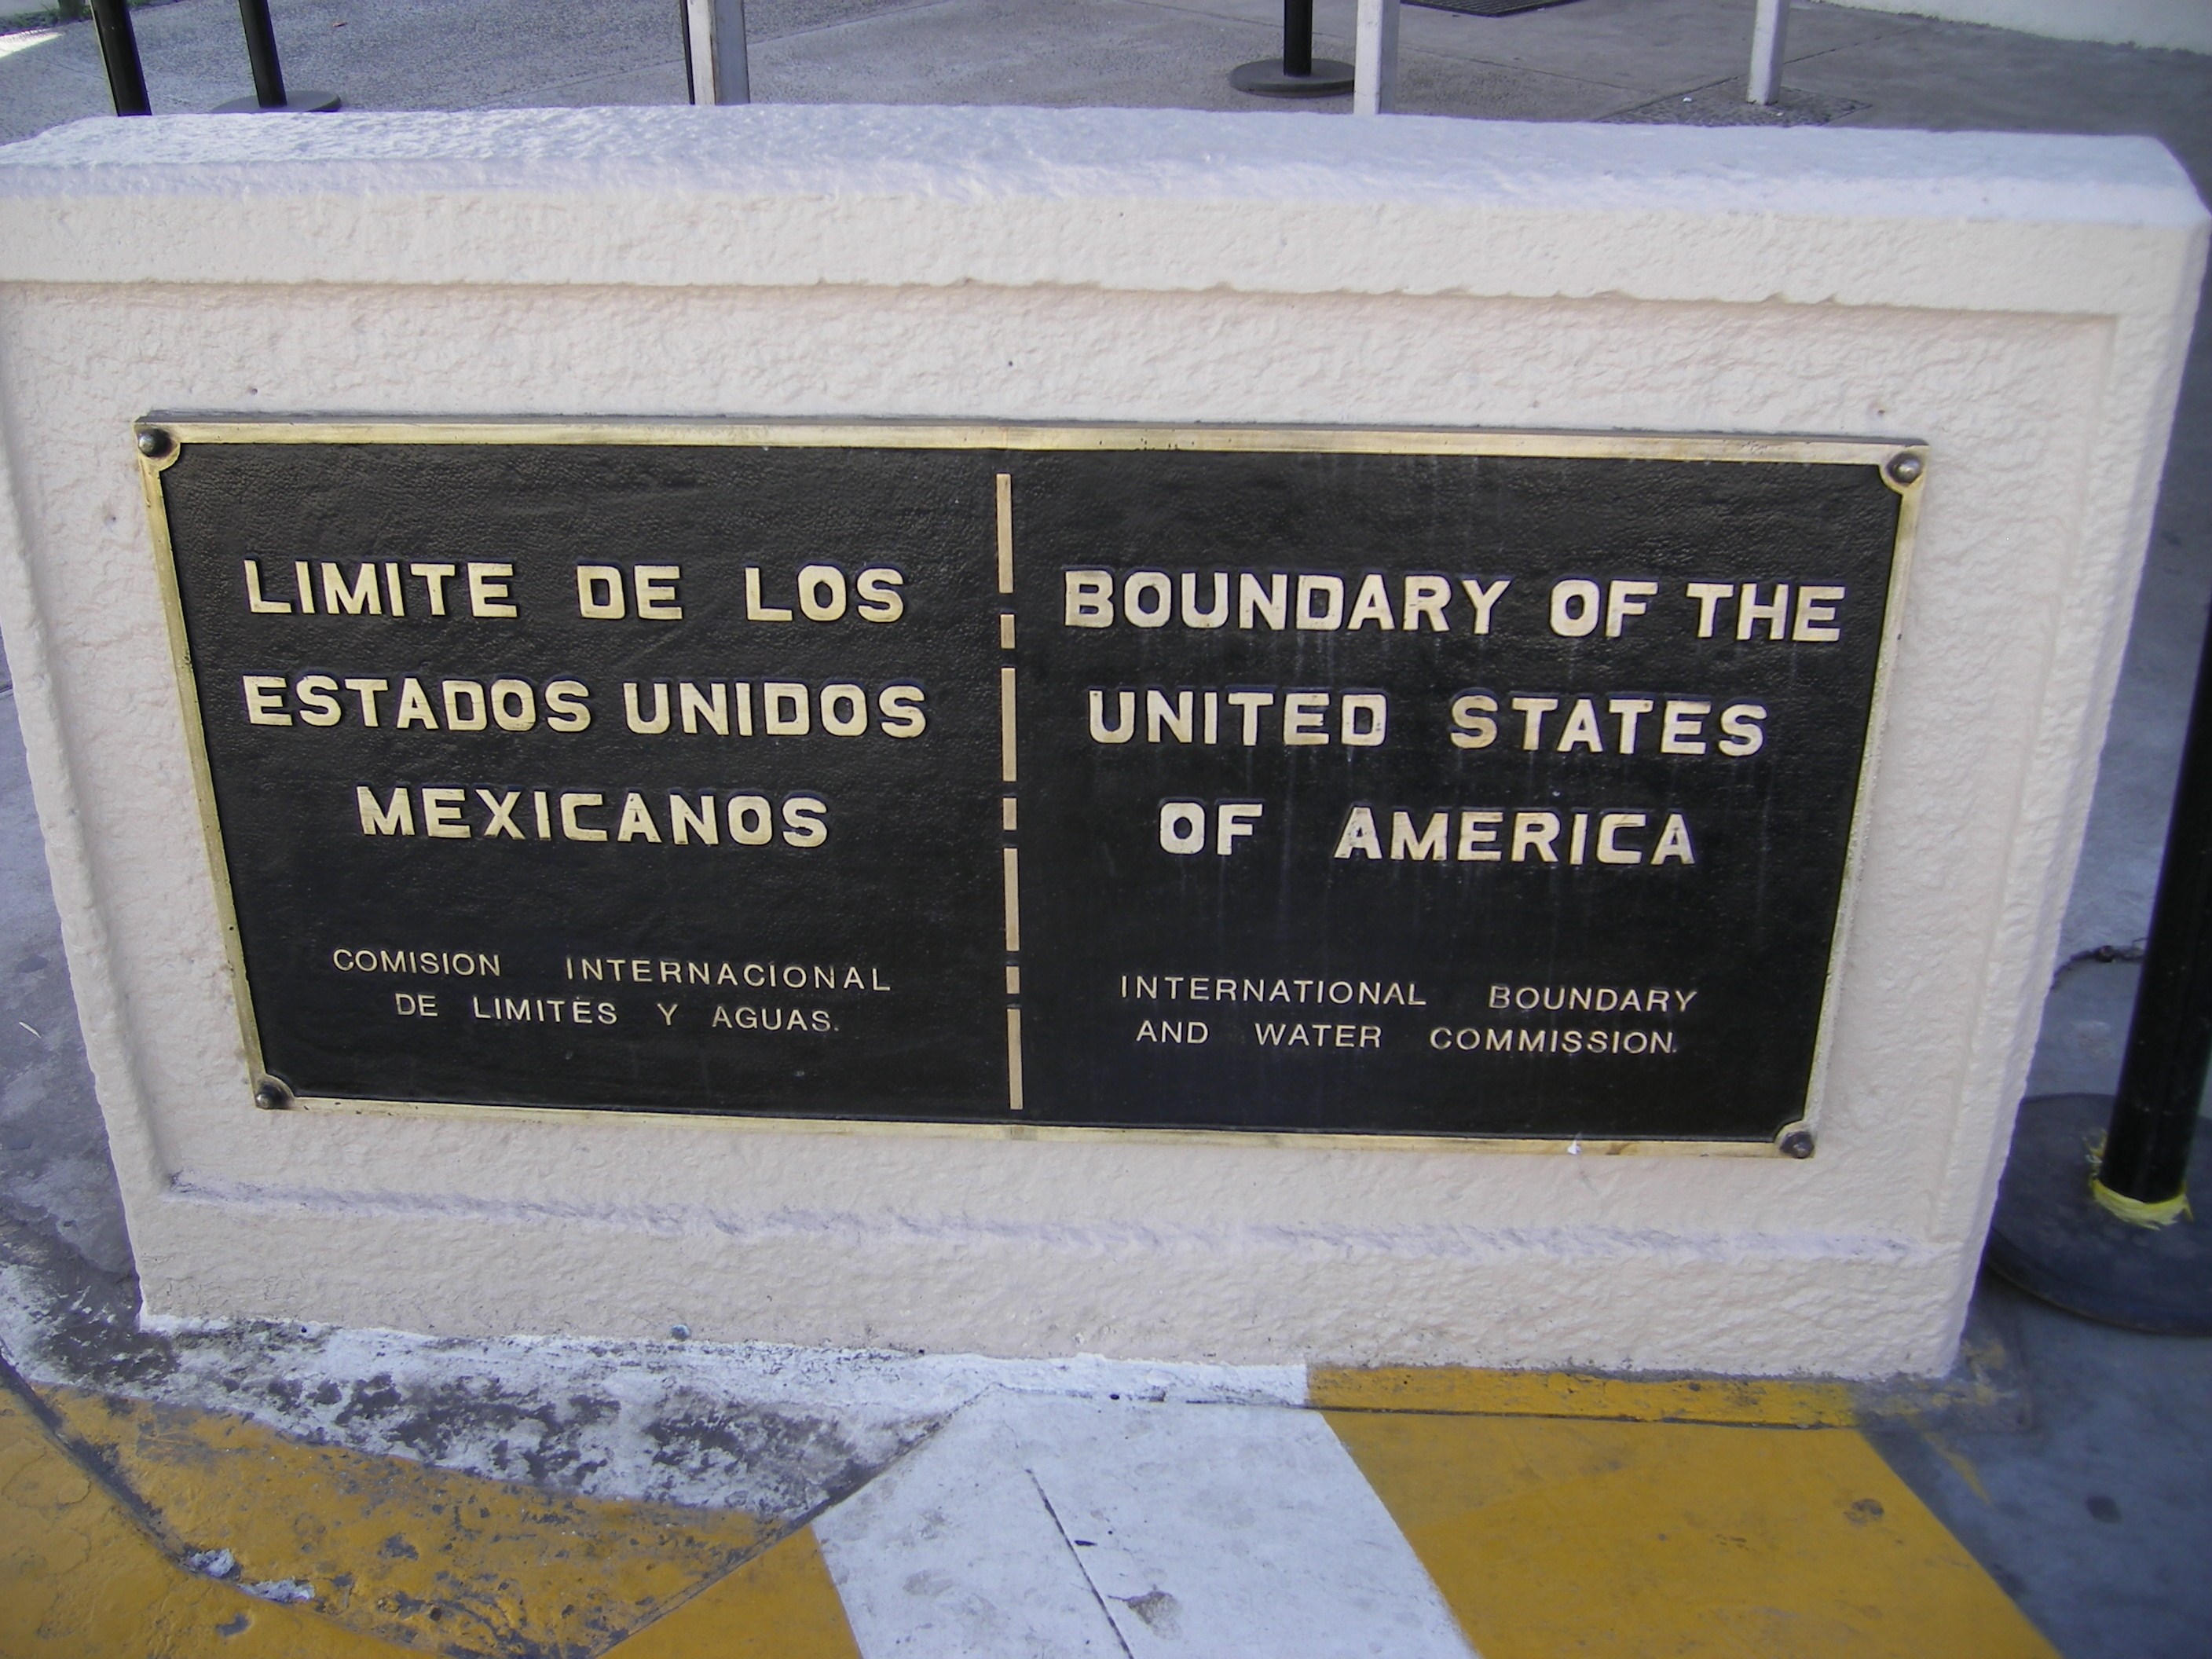 LIMITE DE LOS
ESTADOS UNIDOS
MEXICANOS
COMISION INTERNACIONAL
DE LIMITES Y AGUAS.
BOUNDARY OF THE
UNITED STATES
OF AMERICA
INTERNATIONAL BOUNDARY
AND WATER COMMISSION.